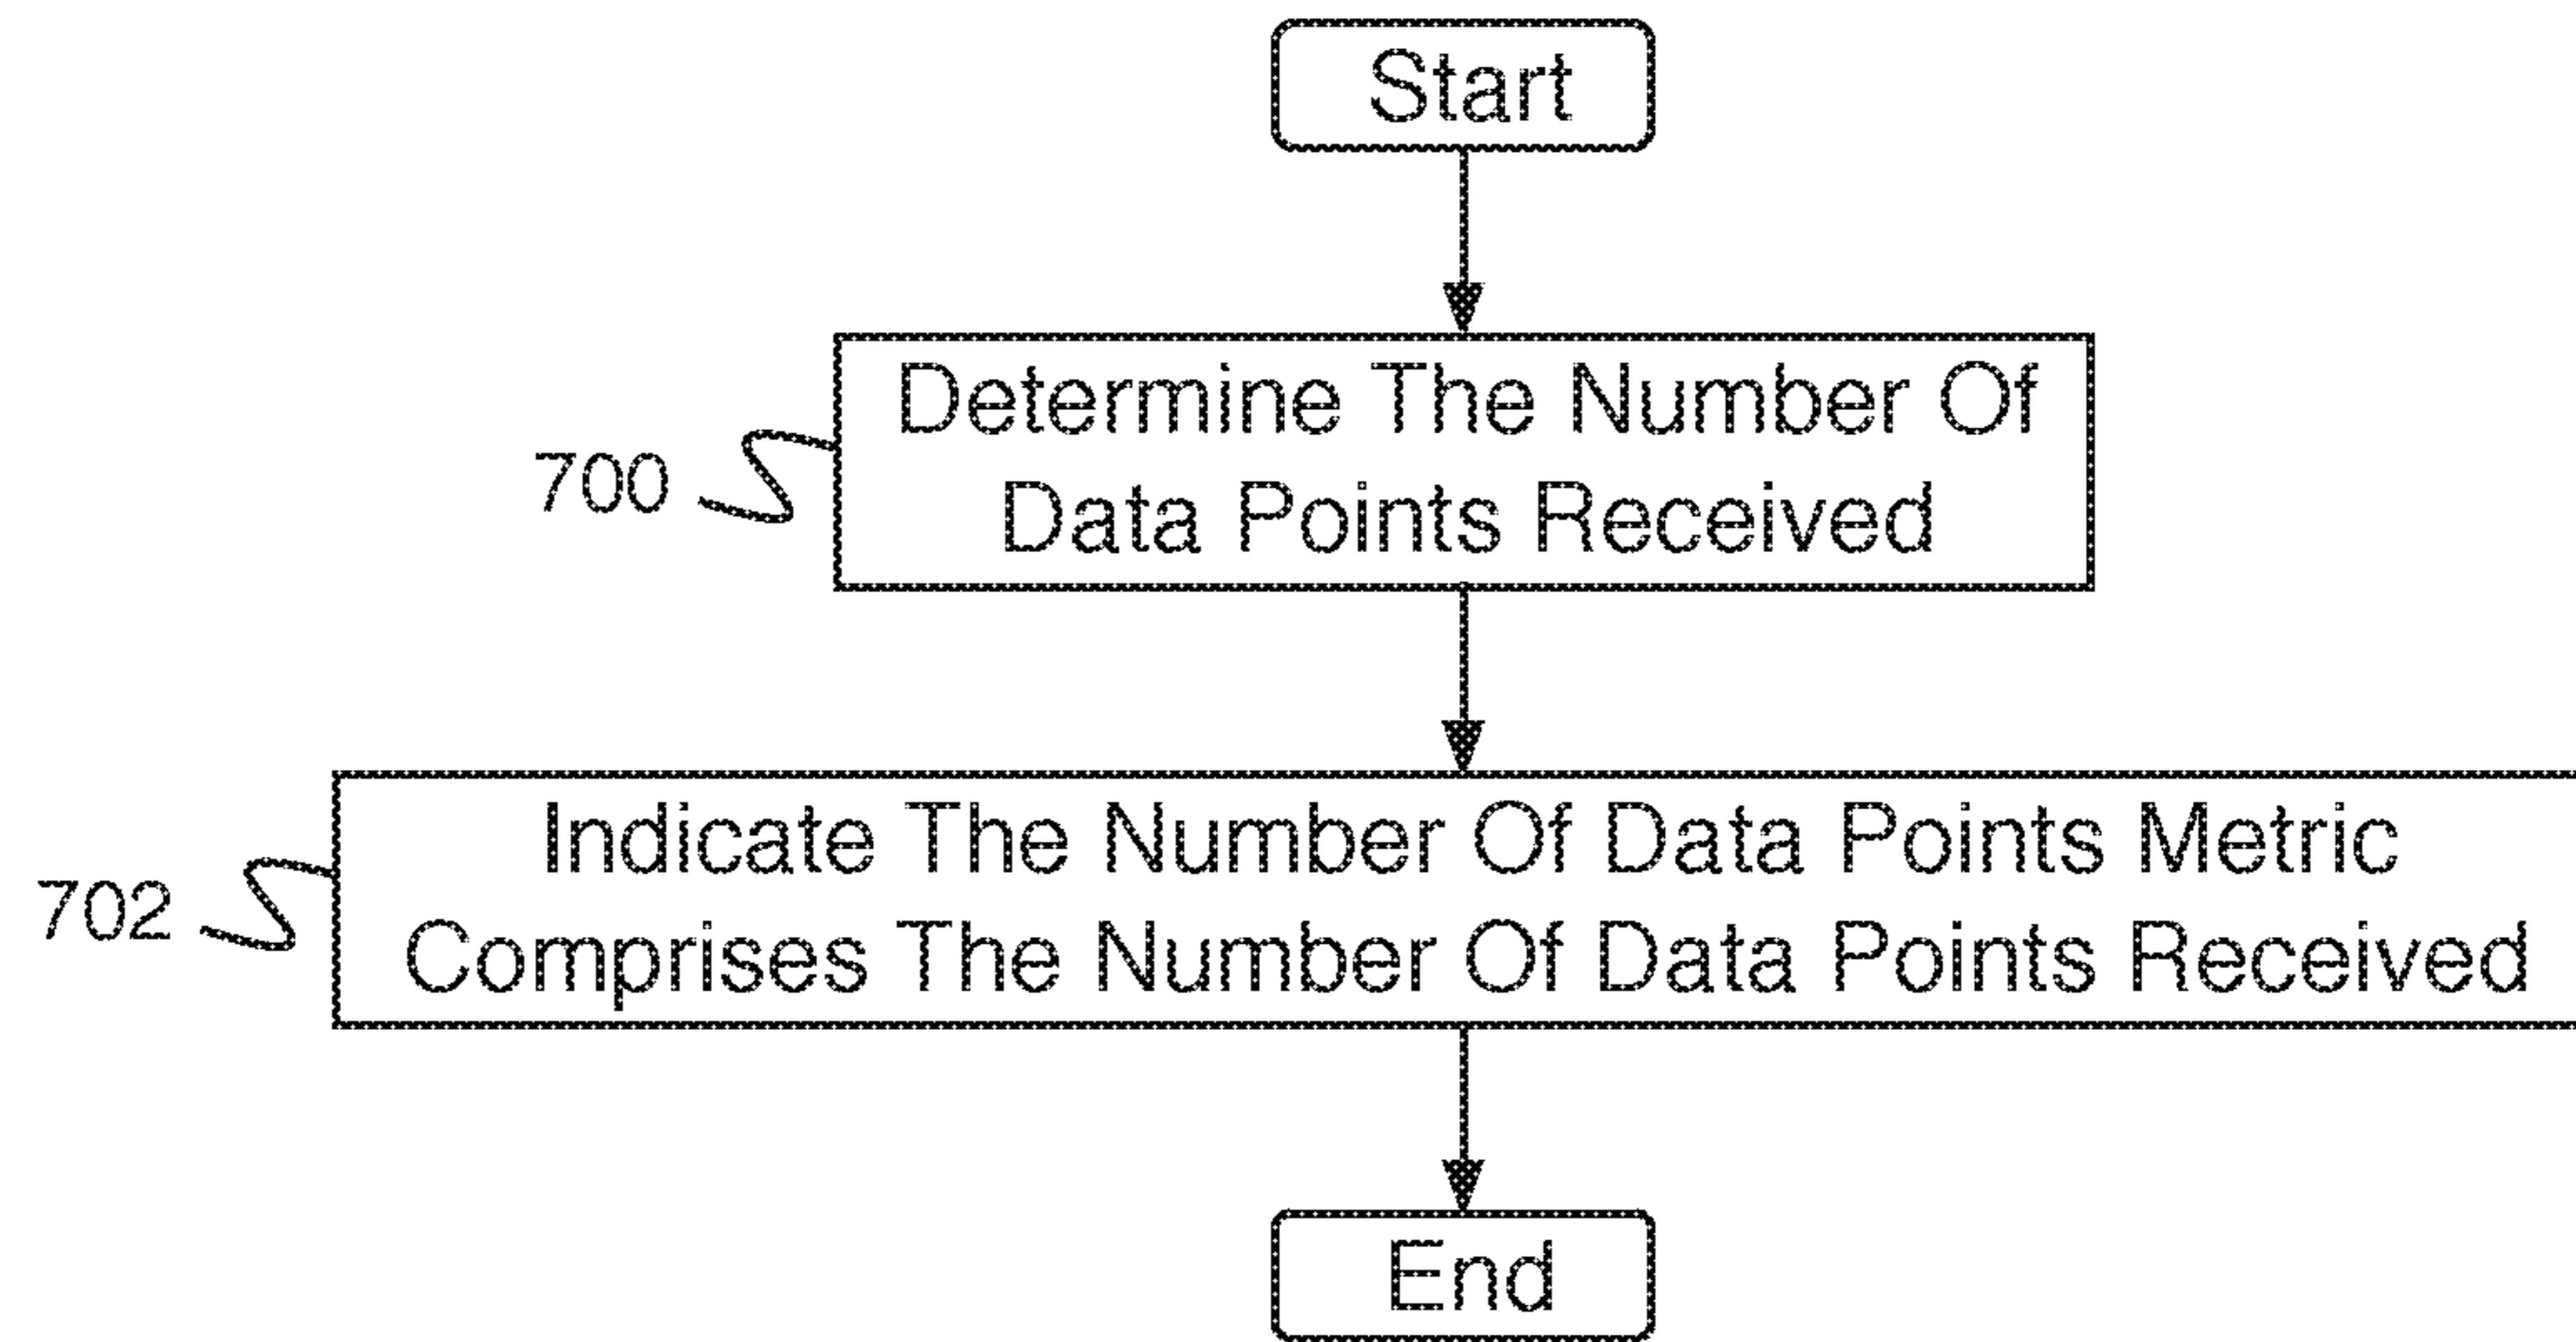 Start
Determine The Number Of
Data Points Received
700
Indicate The Number Of Data Points Metric
Comprises The Number Of Data Points Received
702
End